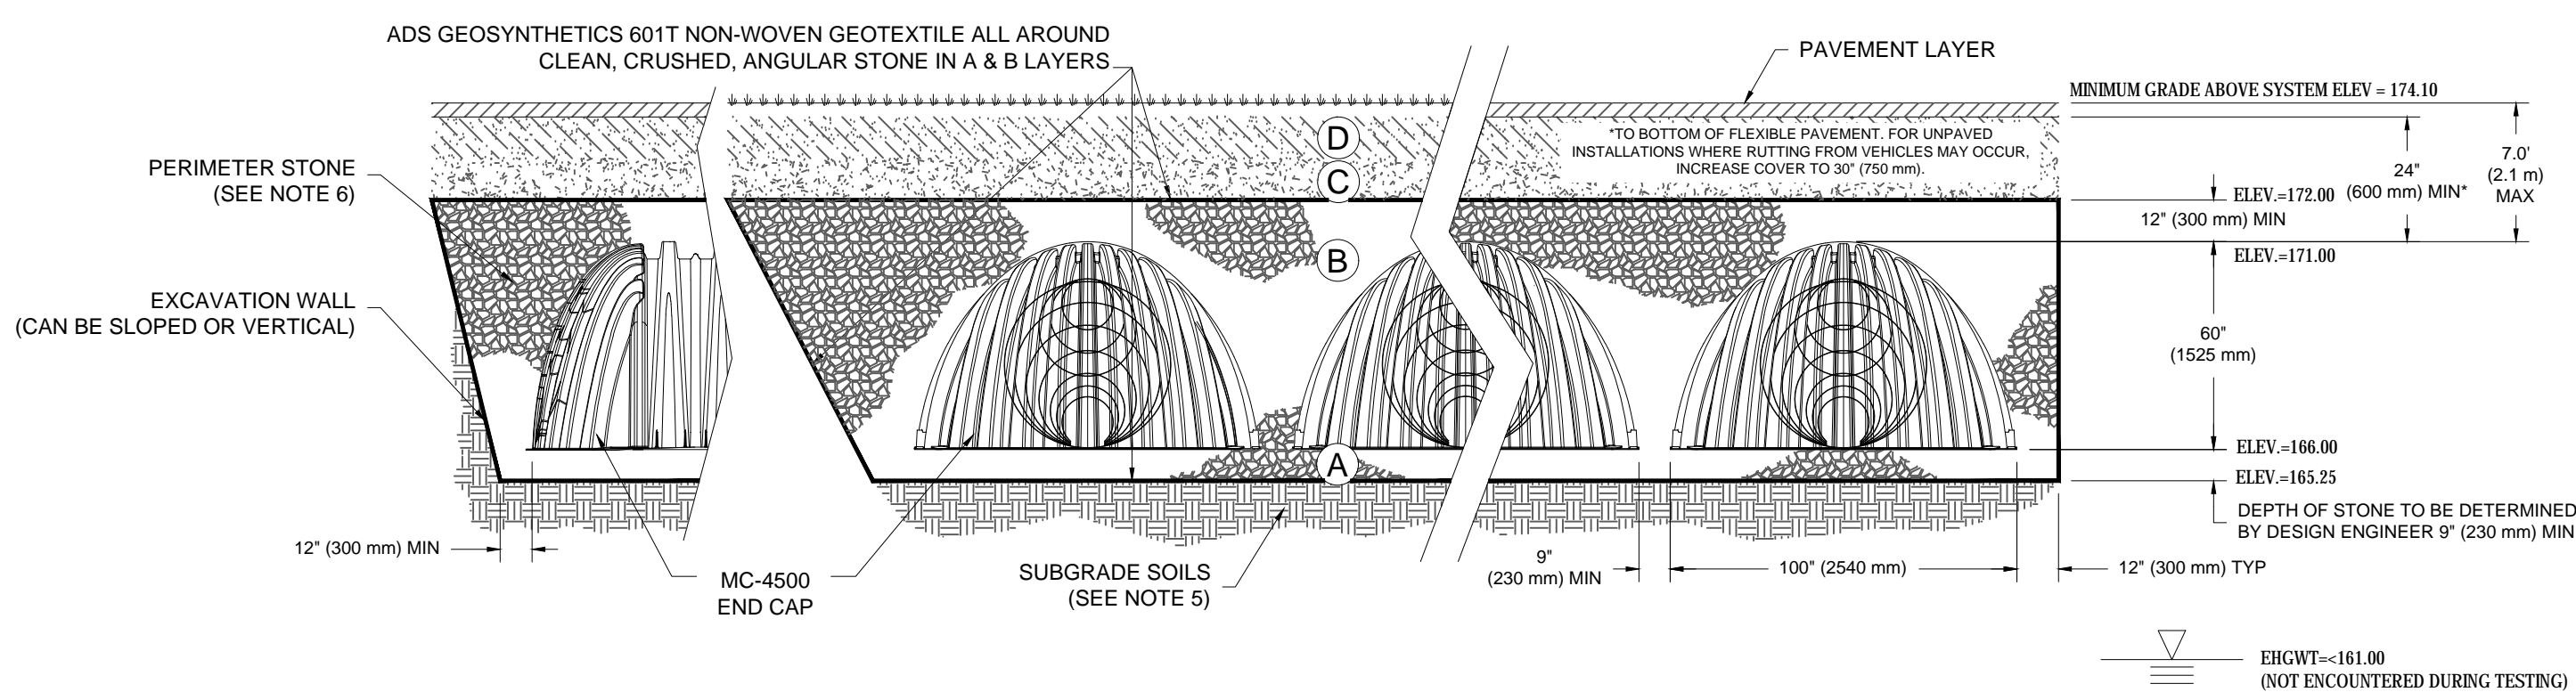 ADS GEOSYNTHETICS 601T NON-WOVEN GEOTEXTILE ALL AROUND
CLEAN, CRUSHED, ANGULAR STONE IN A & B LAYERS
PAVEMENT LAYER
MINIMUM GRADE ABOVE SYSTEM ELEV = 174.10
PERIMETER STONE
(SEE NOTE 6)
D
*TO BOTTOM OF FLEXIBLE PAVEMENT. FOR UNPAVED
INSTALLATIONS WHERE RUTTING FROM VEHICLES MAY OCCUR,
INCREASE COVER TO 30" (750 mm).
C
24"
(600 mm) MIN*
7.0'
(2.1 m)
MAX
ELEV.=172.00
12" (300 mm) MIN
B
ELEV.=171.00
EXCAVATION WALL
(CAN BE SLOPED OR VERTICAL)
60"
(1525 mm)
A
ELEV.=166.00
ELEV.=165.25
DEPTH OF STONE TO BE DETERMINED
BY DESIGN ENGINEER 9" (230 mm) MIN
12" (300 mm) MIN
MC-4500
END CAP
SUBGRADE SOILS
(SEE NOTE 5)
9"
(230 mm) MIN
100" (2540 mm)
12" (300 mm) TYP
EHGWT=<161.00
(NOT ENCOUNTERED DURING TESTING)